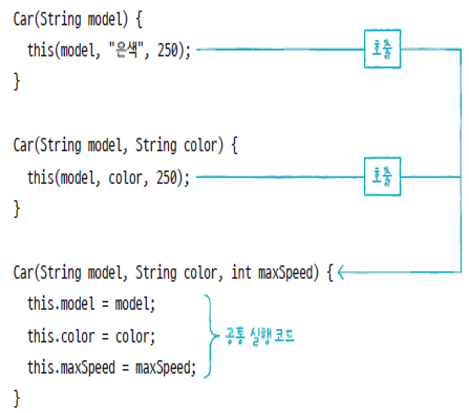 Car(String model) {
this(model, "은색", 250);
호출
}
Car(String model, String color) {
this(model, color, 250);
호출
}
Car(String model, String color, int maxSpeed) {
this.model = model;
this.color = color;
공통 실행 코드
this.maxSpeed = maxSpeed;
}